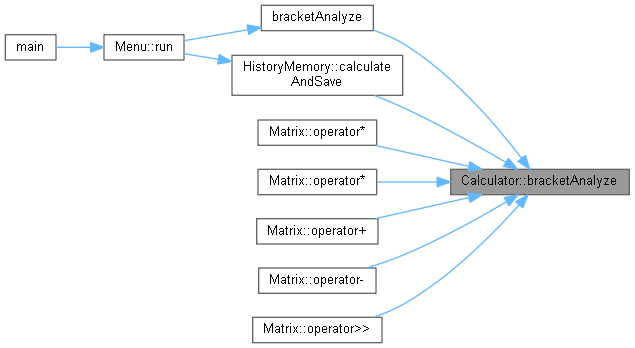 bracketAnalyze
main
Menu::run
HistoryMemory::calculate
AndSave
Matrix::operator*
Matrix::operator*
Calculator::bracketAnalyze
Matrix::operator+
Matrix::operator-
Matrix::operator>>